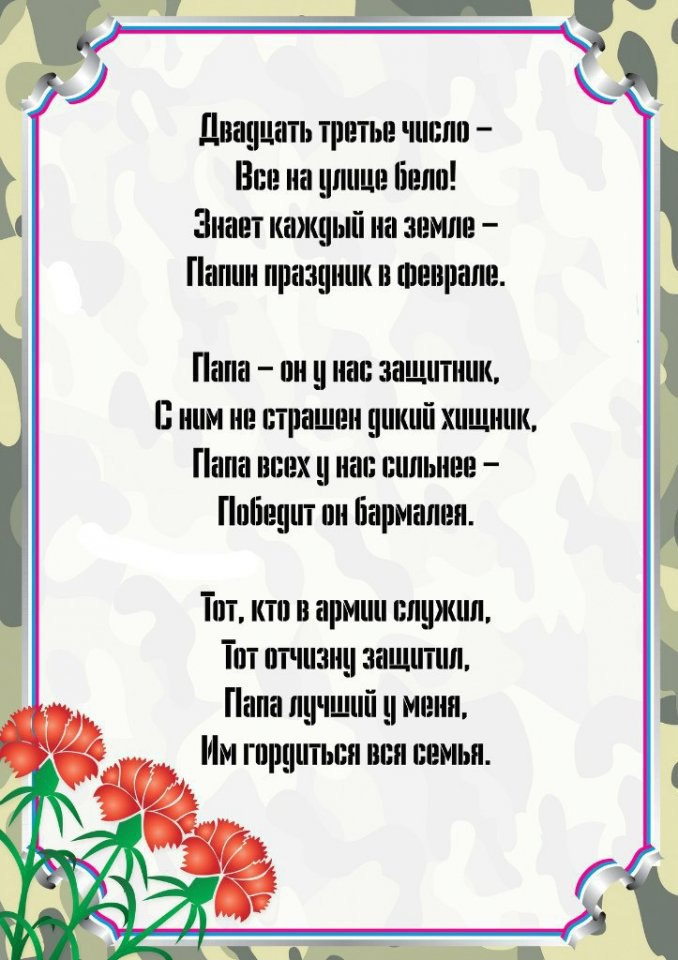 Двадцать третье число –
Все на улице бело!
Знает каждый на земле –
Папин праздник в феврале.
Папа – он у нас защитник,
С ним не страшен дикий хищник,
Папа всех у нас сильнее –
Победит он бармалея.
Тот, кто в армии служил,
Тот отчизну защитил,
Папа лучший у меня,
Им гордиться вся семья.